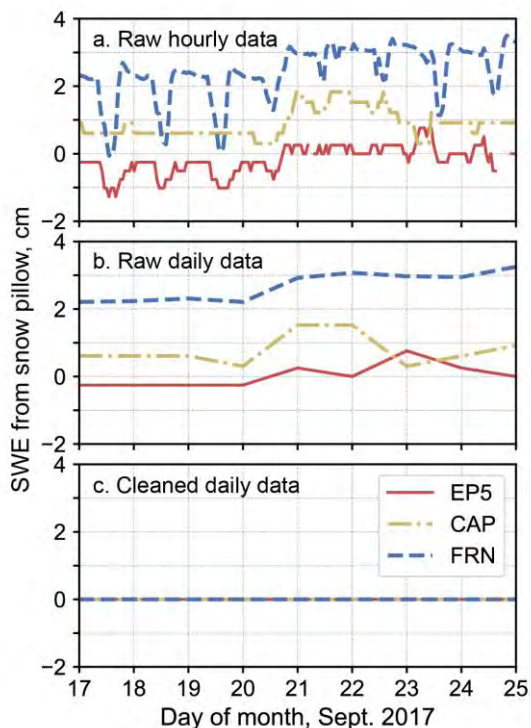 4
a. Raw hourly data
2
0
−2
4
b. Raw daily data
2
0
−2
4
c. Cleaned daily data
EP5
CAP
FRN
2
0
−2
17 18 19 20 21 22 23 24 25
Day of month, Sept. 2017
SWE from snow pillow, cm